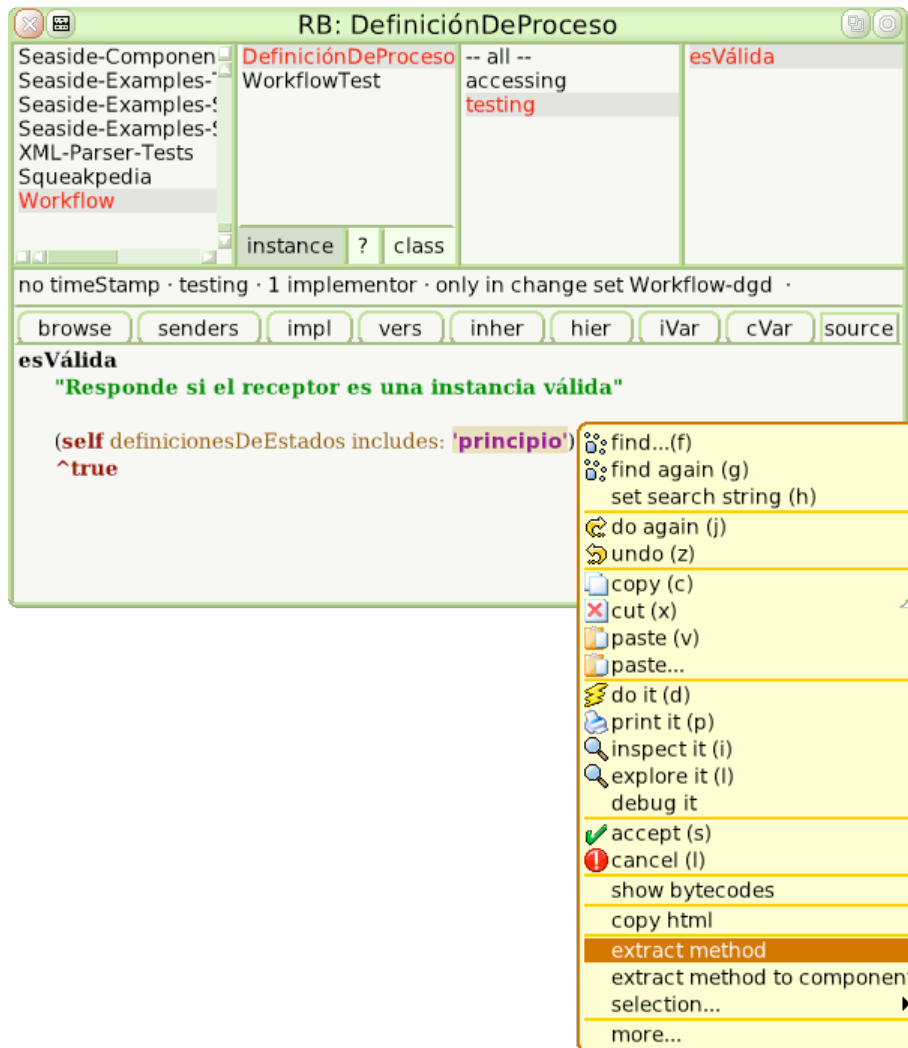 RB: DefiniciónDeProceso
Seaside-Componen
Seaside-Examples-
Seaside-Examples-
Seaside-Examples-
XML-Parser-Tests
Squeakpedia
Workflow
DefiniciónDeProceso
WorkflowTest
instance ? class
-- all --
accessing
testing
esVálida
no timeStamp · testing · 1 implementor · only in change set Workflow-dgd ·
browse senders impl vers inher hier iVar cVar source
esVálida
"Responde si el receptor es una instancia válida"
(self definicionesDeEstados includes: 'principio')
^true
find...(f)
find again (g)
set search string (h)
do again (j)
undo (z)
copy (c)
cut (x)
paste (v)
paste...
do it (d)
print it (p)
inspect it (i)
explore it (I)
debug it
accept (s)
cancel (l)
show bytecodes
copy html
extract method
extract method to componen
selection...
more...